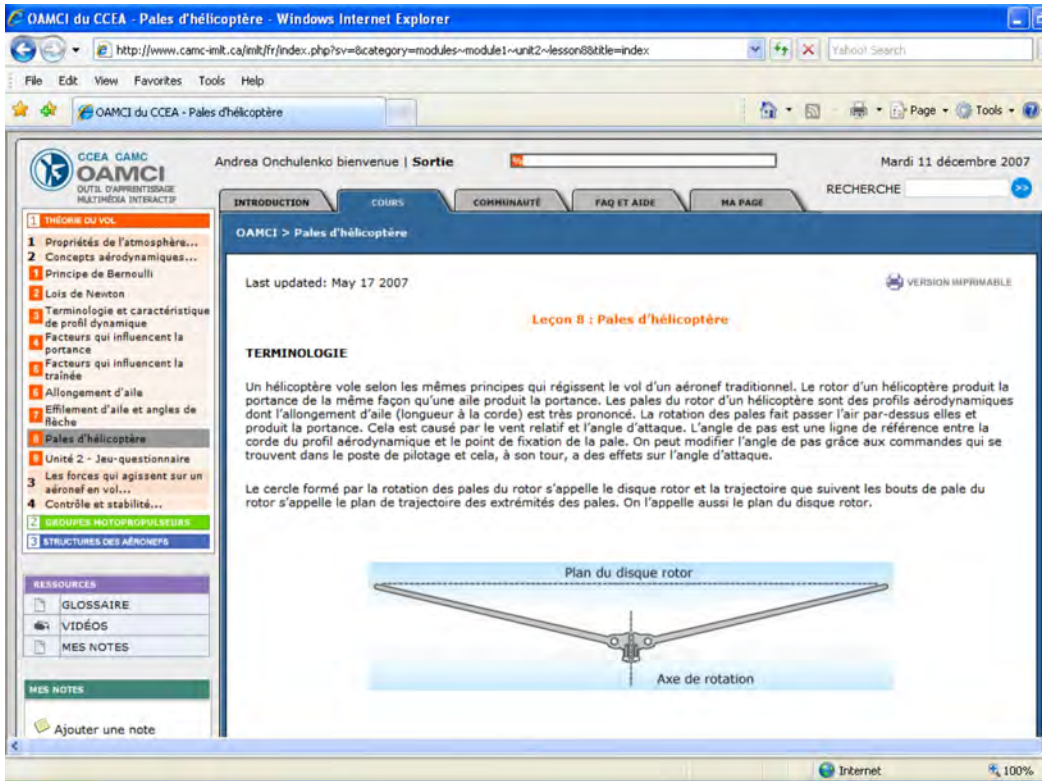 OAMCI du CCEA - Pales d'hélicoptère - Windows Internet Explorer
http://www.camc-imlt.ca/imlt/fr/index.php?sv=8&category=modules~module1~unit2~lesson8&title=index
Yahoo! Search
File Edit View Favorites Tools Help
OAMCI du CCEA - Pales d'hélicoptère
Page Tools
CCEA CAMC
OAMCI
OUTIL D'APPRENTISSAGE
MULTIMÉDIA INTERACTIF
Andrea Onchulenko bienvenue | Sortie
%
Mardi 11 décembre 2007
RECHERCHE
INTRODUCTION COURS COMMUNAUTÉ FAQ ET AIDE MA PAGE
OAMCI > Pales d'hélicoptère
1 THÉORIE DU VOL
1 Propriétés de l'atmosphère...
2 Concepts aérodynamiques...
1 Principe de Bernoulli
2 Lois de Newton
3 Terminologie et caractéristique
de profil dynamique
4 Facteurs qui influencent la
portance
5 Facteurs qui influencent la
traînée
6 Allongement d'aile
7 Effilement d'aile et angles de
flèche
8 Pales d'hélicoptère
9 Unité 2 - Jeu-questionnaire
3 Les forces qui agissent sur un
aéronef en vol...
4 Contrôle et stabilité...
2 GROUPES MOTOPROPULSEURS
3 STRUCTURES DES AÉRONEFS
RESSOURCES
GLOSSAIRE
VIDÉOS
MES NOTES
MES NOTES
Ajouter une note
Last updated: May 17 2007
VERSION IMPRIMABLE
Leçon 8 : Pales d'hélicoptère
TERMINOLOGIE
Un hélicoptère vole selon les mêmes principes qui régissent le vol d'un aéronef traditionnel. Le rotor d'un hélicoptère produit la
portance de la même façon qu'une aile produit la portance. Les pales du rotor d'un hélicoptère sont des profils aérodynamiques
dont l'allongement d'aile (longueur à la corde) est très prononcé. La rotation des pales fait passer l'air par-dessus elles et
produit la portance. Cela est causé par le vent relatif et l'angle d'attaque. L'angle de pas est une ligne de référence entre la
corde du profil aérodynamique et le point de fixation de la pale. On peut modifier l'angle de pas grâce aux commandes qui se
trouvent dans le poste de pilotage et cela, à son tour, a des effets sur l'angle d'attaque.
Le cercle formé par la rotation des pales du rotor s'appelle le disque rotor et la trajectoire que suivent les bouts de pale du
rotor s'appelle le plan de trajectoire des extrémités des pales. On l'appelle aussi le plan du disque rotor.
Plan du disque rotor
Axe de rotation
Internet
100%